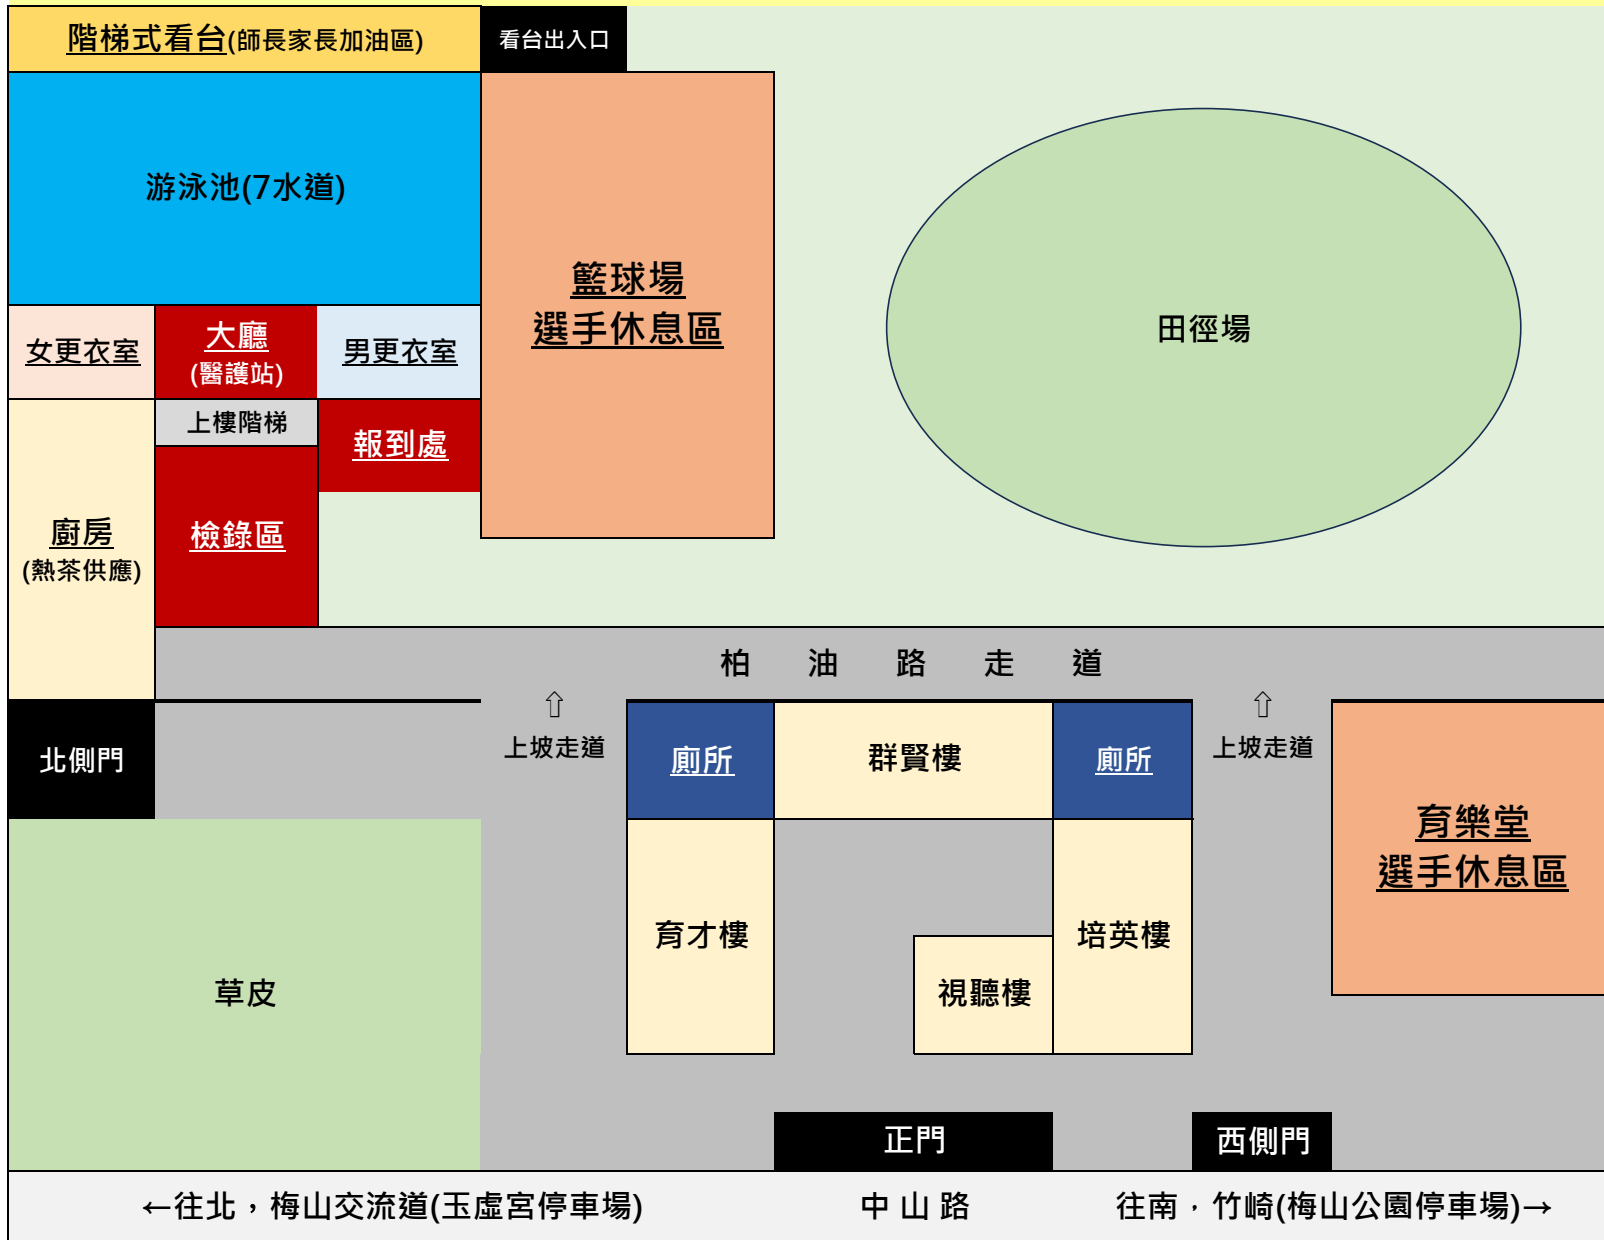 階梯式看台(師長家長加油區)
看台出入口
游泳池(7水道)
籃球場
選手休息區
田徑場
女更衣室
大廳
(醫護站)
男更衣室
上樓階梯
報到處
廚房
(熱茶供應)
檢錄區
柏油路走道
⇧
上坡走道
⇧
上坡走道
北側門
廁所
群賢樓
廁所
育樂堂
選手休息區
育才樓
視聽樓
培英樓
草皮
正門
西側門
←往北，梅山交流道(玉虛宮停車場)
中山路
往南，竹崎(梅山公園停車場)→